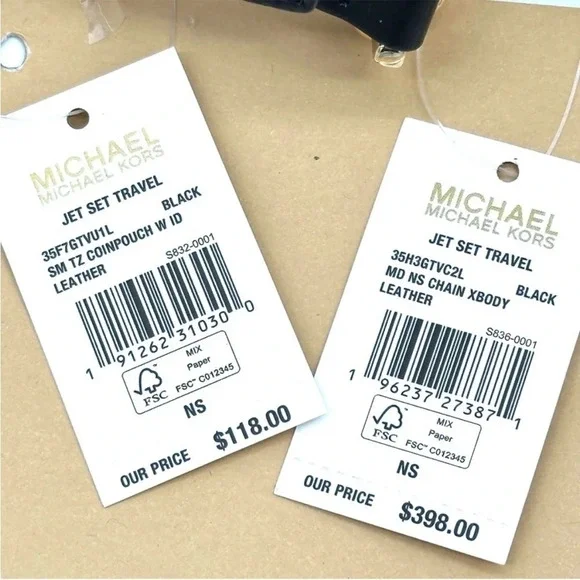 MICHAEL
MICHAEL KORS
JET SET TRAVEL
35F7GTVU1L BLACK
SM TZ COINPOUCH W ID
LEATHER
S832-0001
1 91262 31030 0
FSC
MIX
Paper
FSC™ C012345
NS
OUR PRICE $118.00
MICHAEL
MICHAEL KORS
JET SET TRAVEL
35H3GTVC2L
MD NS CHAIN XBODY
LEATHER BLACK
S836-0001
1 96237 27387 1
FSC
MIX
Paper
FSC™ C012345
NS
OUR PRICE $398.00